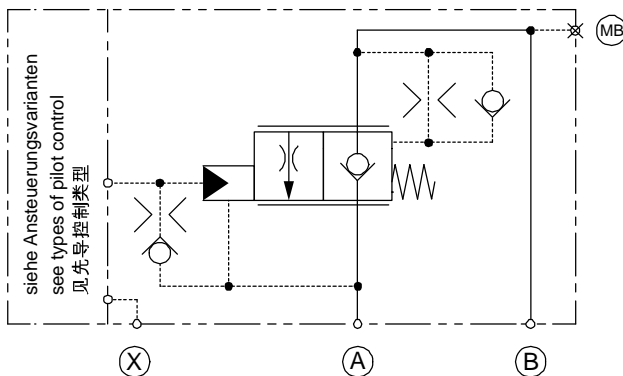 siehe Ansteuerungsvarianten
see types of pilot control
见先导控制类型
MB
X
A
B